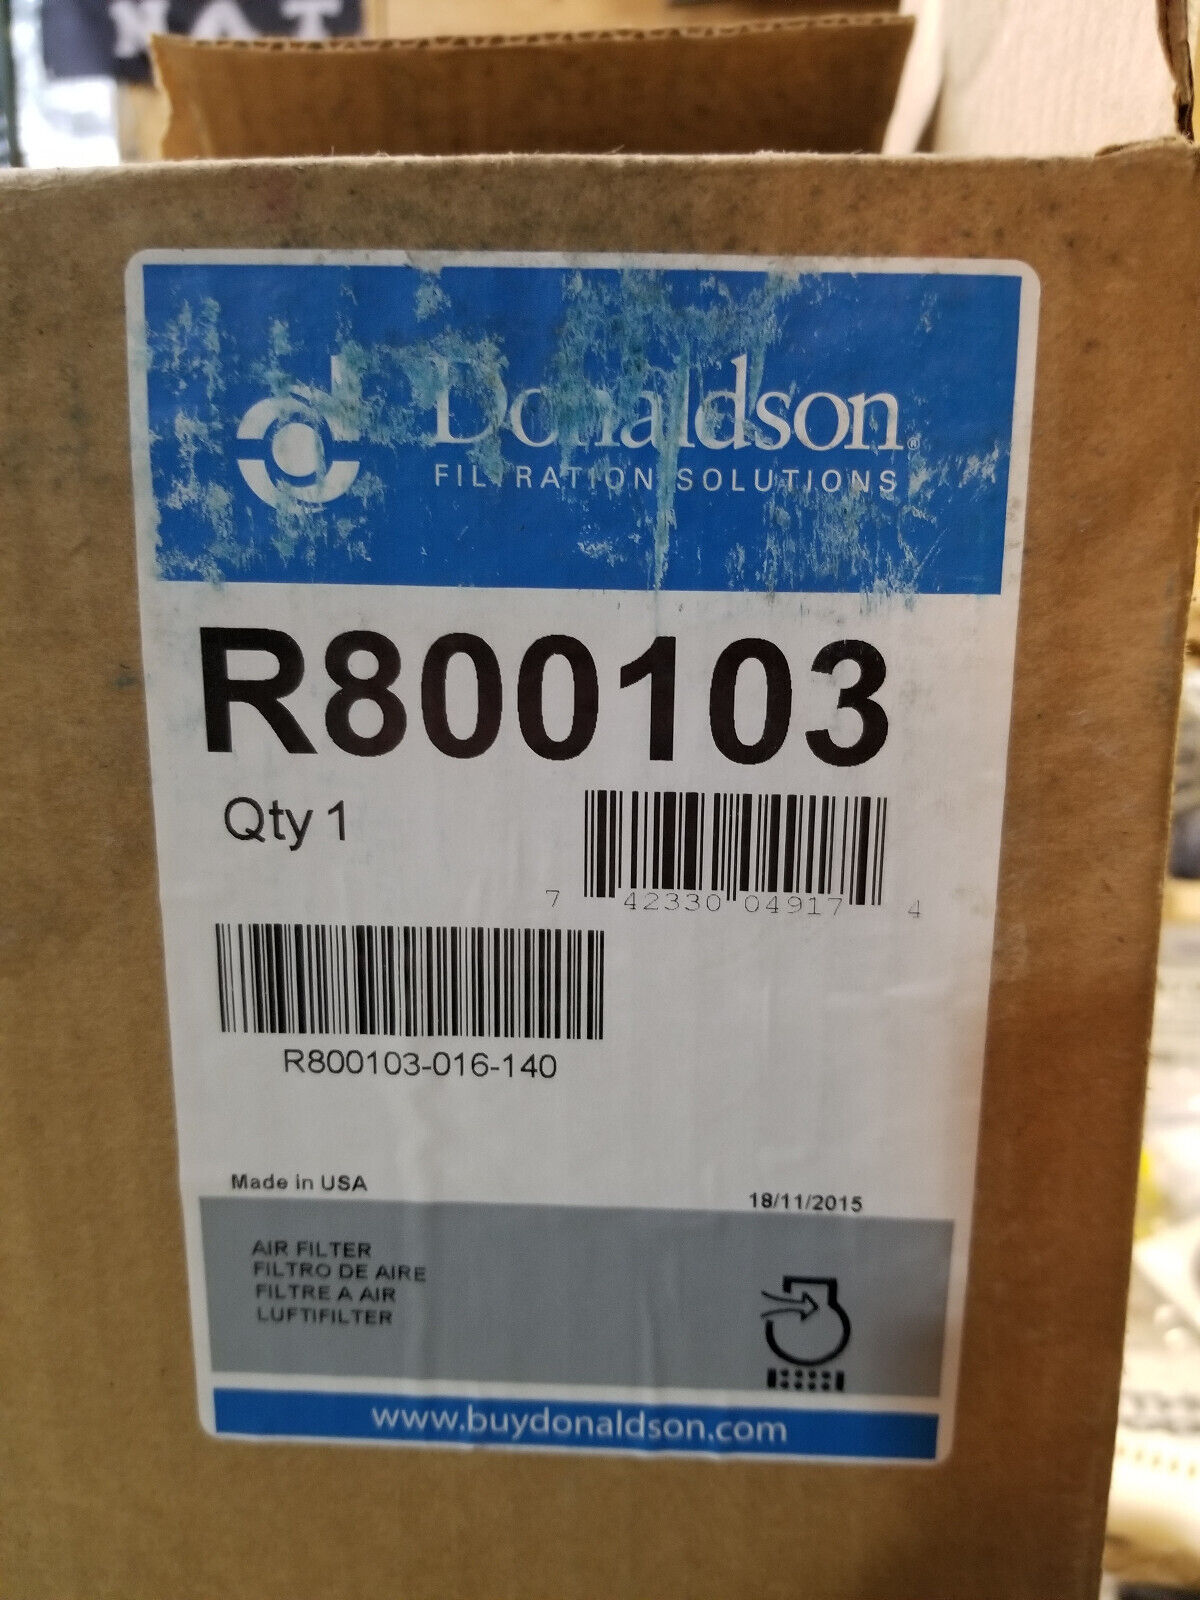 Donaldson®
FILTRATION SOLUTIONS
R800103
Qty 1
7 42330 04917 4
R800103-016-140
Made in USA
18/11/2015
AIR FILTER
FILTRO DE AIRE
FILTRE A AIR
LUFTIFILTER
www.buydonaldson.com